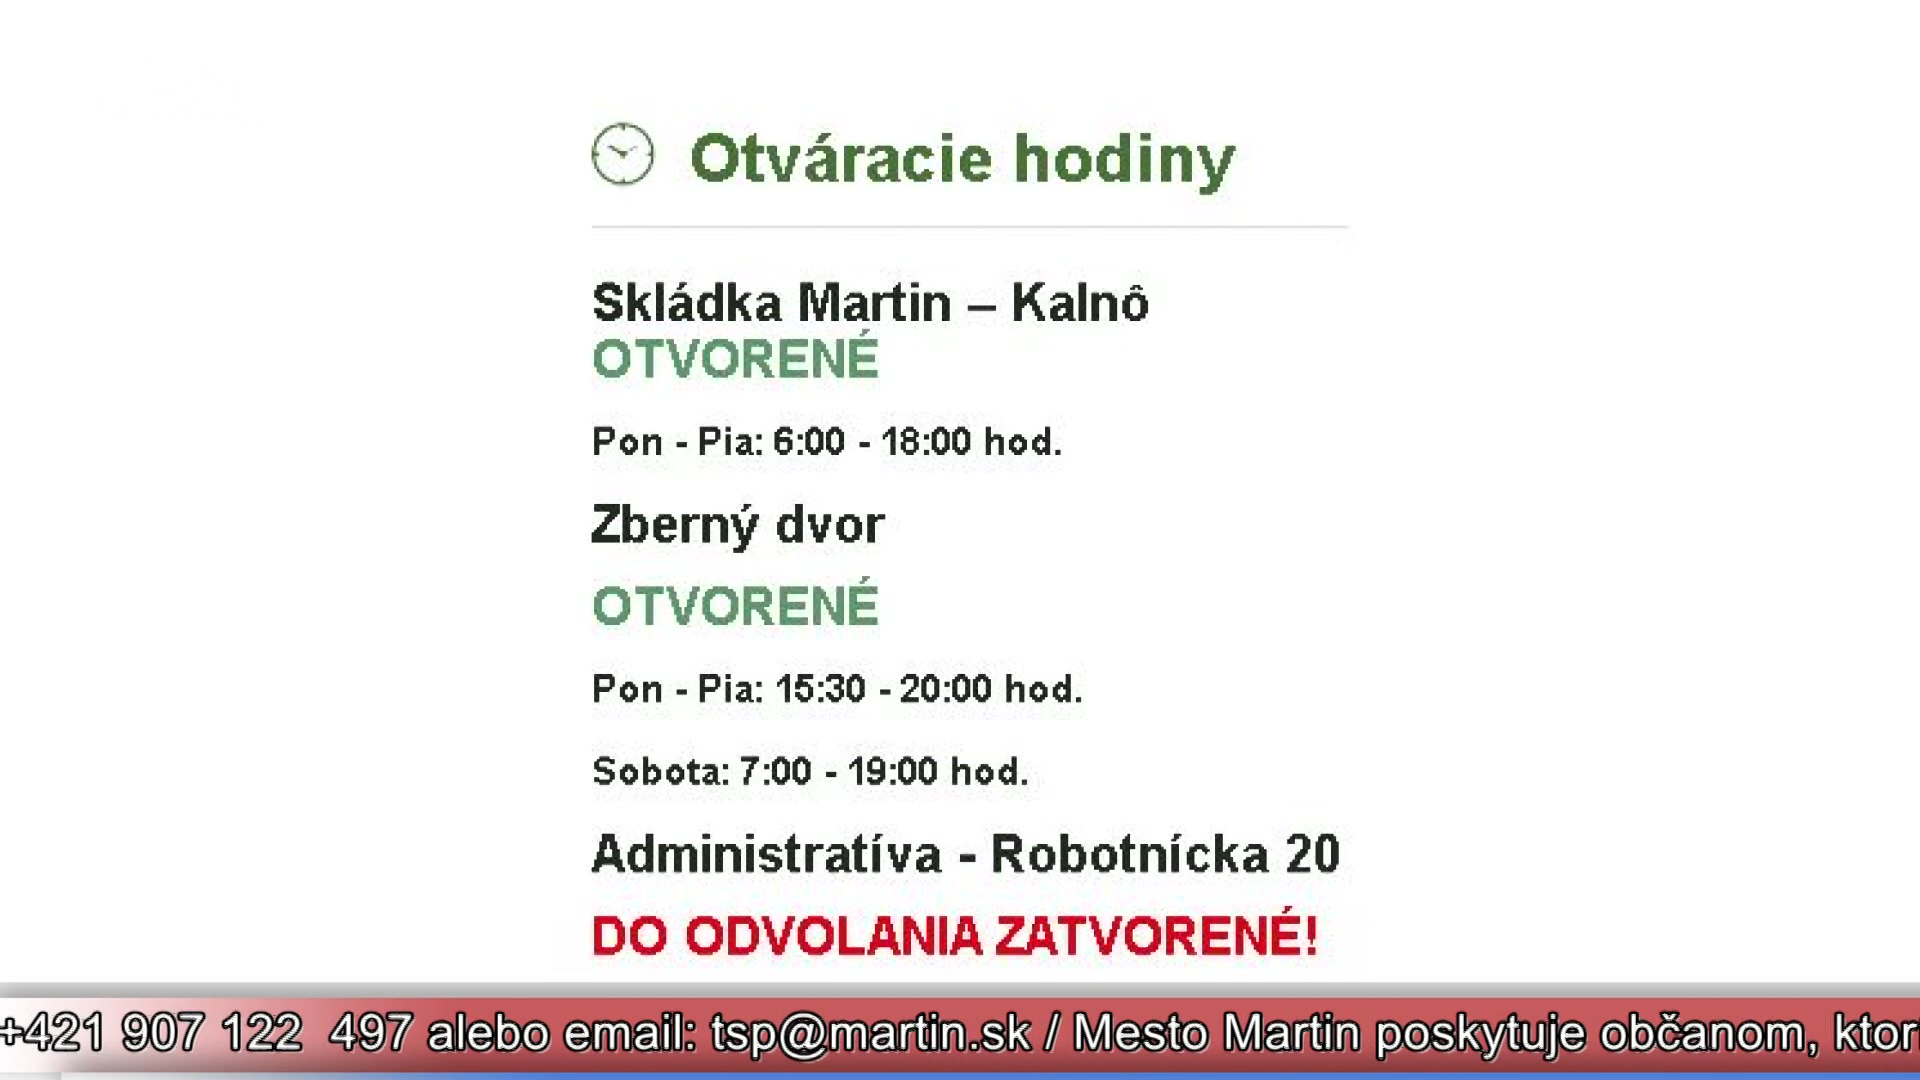 Otváracie hodiny
Skládka Martin – Kalnô
OTVORENÉ
Pon - Pia: 6:00 - 18:00 hod.
Zberný dvor
OTVORENÉ
Pon - Pia: 15:30 - 20:00 hod.
Sobota: 7:00 - 19:00 hod.
Administratíva - Robotnícka 20
DO ODVOLANIA ZATVORENÉ!
+421 907 122 497 alebo email: tsp@martin.sk / Mesto Martin poskytuje občanom,